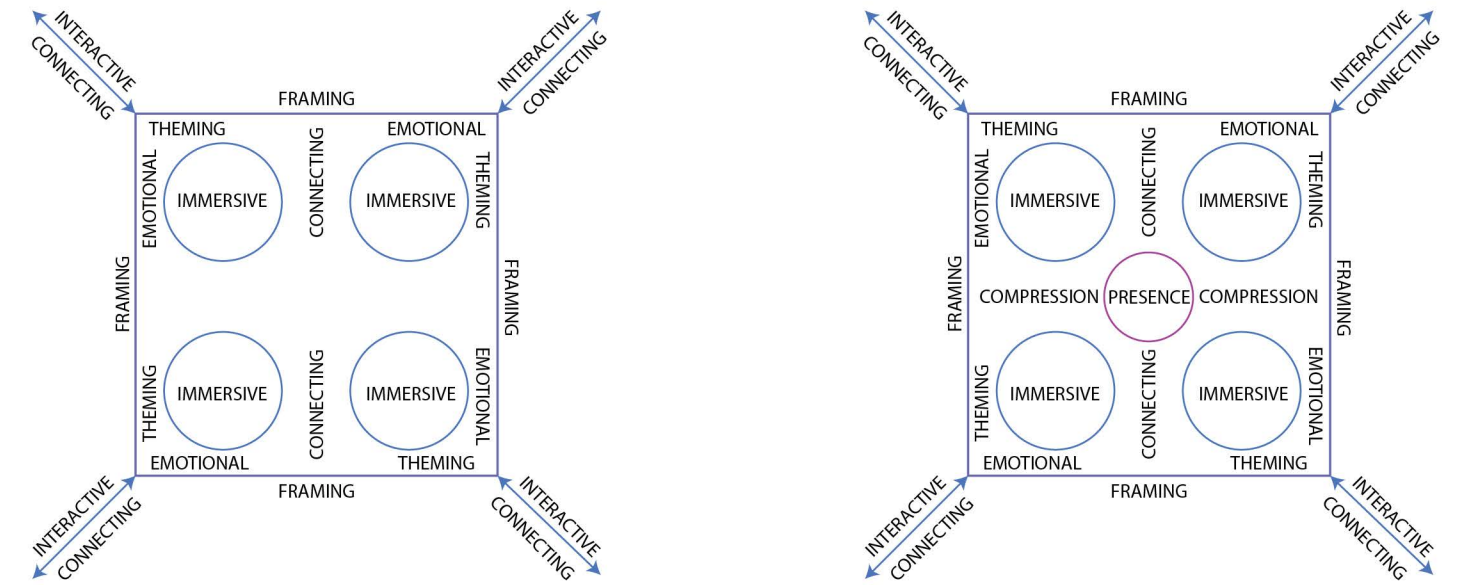 INTERACTIVE
CONNECTING
INTERACTIVE
CONNECTING
FRAMING
THEMING
EMOTIONAL
EMOTIONAL
IMMERSIVE
CONNECTING
IMMERSIVE
THEMING
FRAMING
FRAMING
THEMING
IMMERSIVE
CONNECTING
IMMERSIVE
EMOTIONAL
EMOTIONAL
THEMING
FRAMING
INTERACTIVE
CONNECTING
INTERACTIVE
CONNECTING
INTERACTIVE
CONNECTING
INTERACTIVE
CONNECTING
FRAMING
THEMING
EMOTIONAL
EMOTIONAL
IMMERSIVE
CONNECTING
IMMERSIVE
THEMING
FRAMING
COMPRESSION
PRESENCE
COMPRESSION
FRAMING
THEMING
IMMERSIVE
CONNECTING
IMMERSIVE
EMOTIONAL
EMOTIONAL
THEMING
FRAMING
INTERACTIVE
CONNECTING
INTERACTIVE
CONNECTING